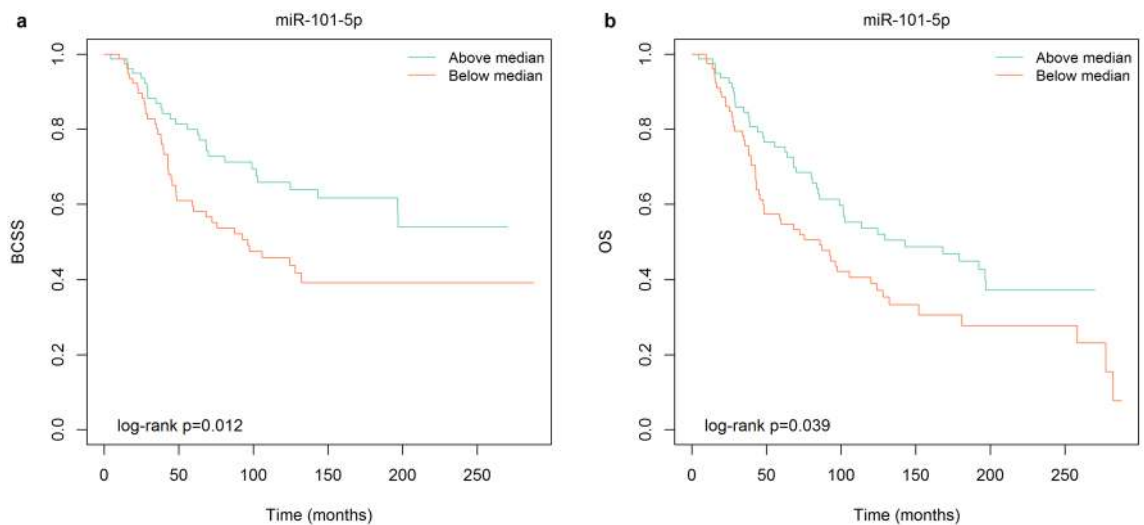 a
miR-101-5p
Above median
Below median
BCSS
1.0
0.8
0.6
0.4
0.2
0.0
log-rank p=0.012
0 50 100 150 200 250
Time (months)
b
miR-101-5p
Above median
Below median
OS
1.0
0.8
0.6
0.4
0.2
0.0
log-rank p=0.039
0 50 100 150 200 250
Time (months)